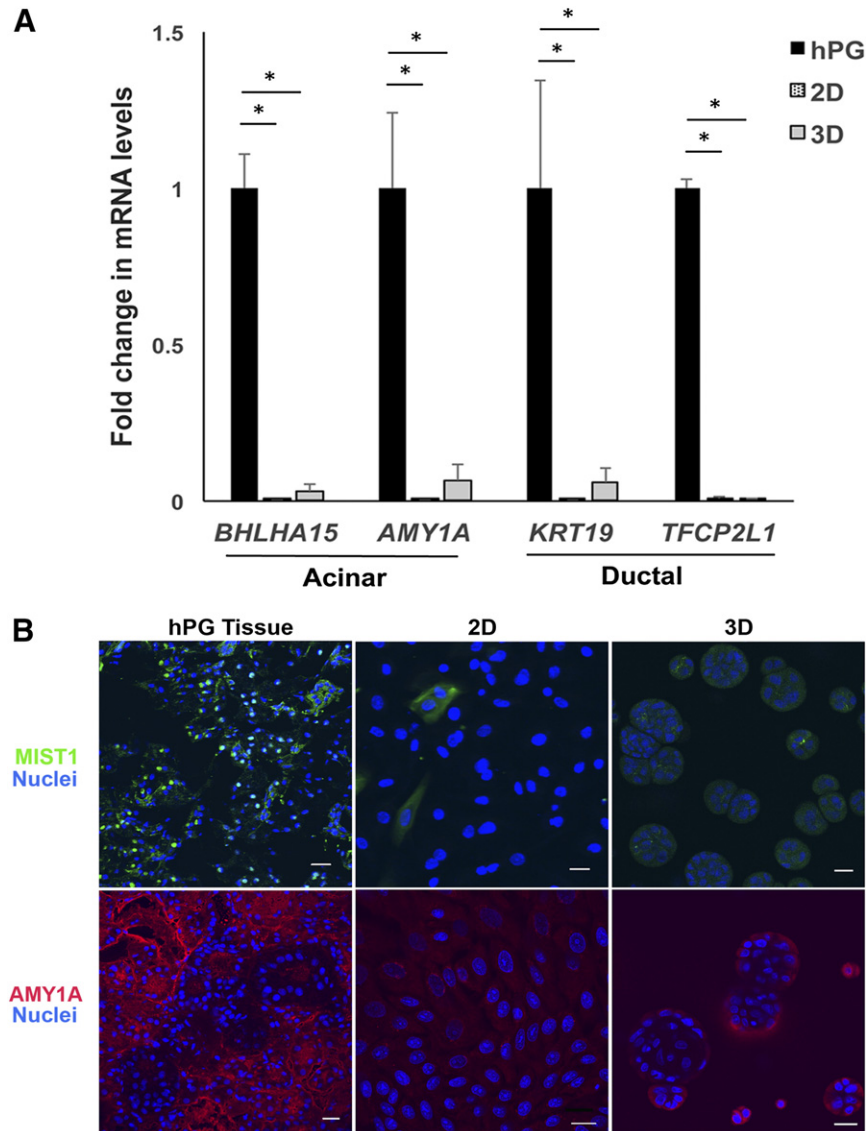 A
Fold change in mRNA levels
1.5
1
0.5
0
* * * * * * * *
hPG
2D
3D
BHLHA15 AMY1A KRT19 TFCP2L1
Acinar Ductal
B
hPG Tissue 2D 3D
MIST1
Nuclei
AMY1A
Nuclei